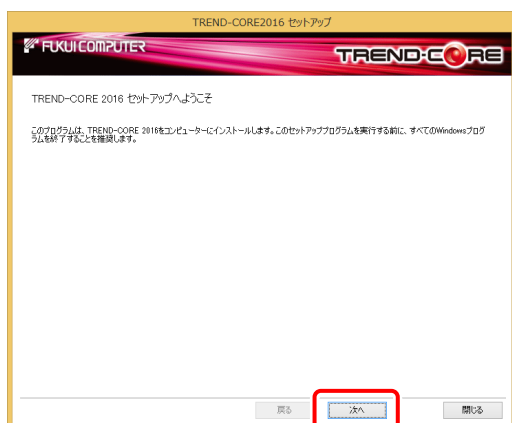 TREND-CORE2016 セットアップ
FUKUI COMPUTER
TREND-CORE
TREND-CORE 2016 セットアップへようこそ
このプログラムは、TREND-CORE 2016をコンピューターにインストールします。このセットアッププログラムを実行する前に、すべてのWindowsプログ
ラムを終了することを推奨します。
戻る
次へ
閉じる